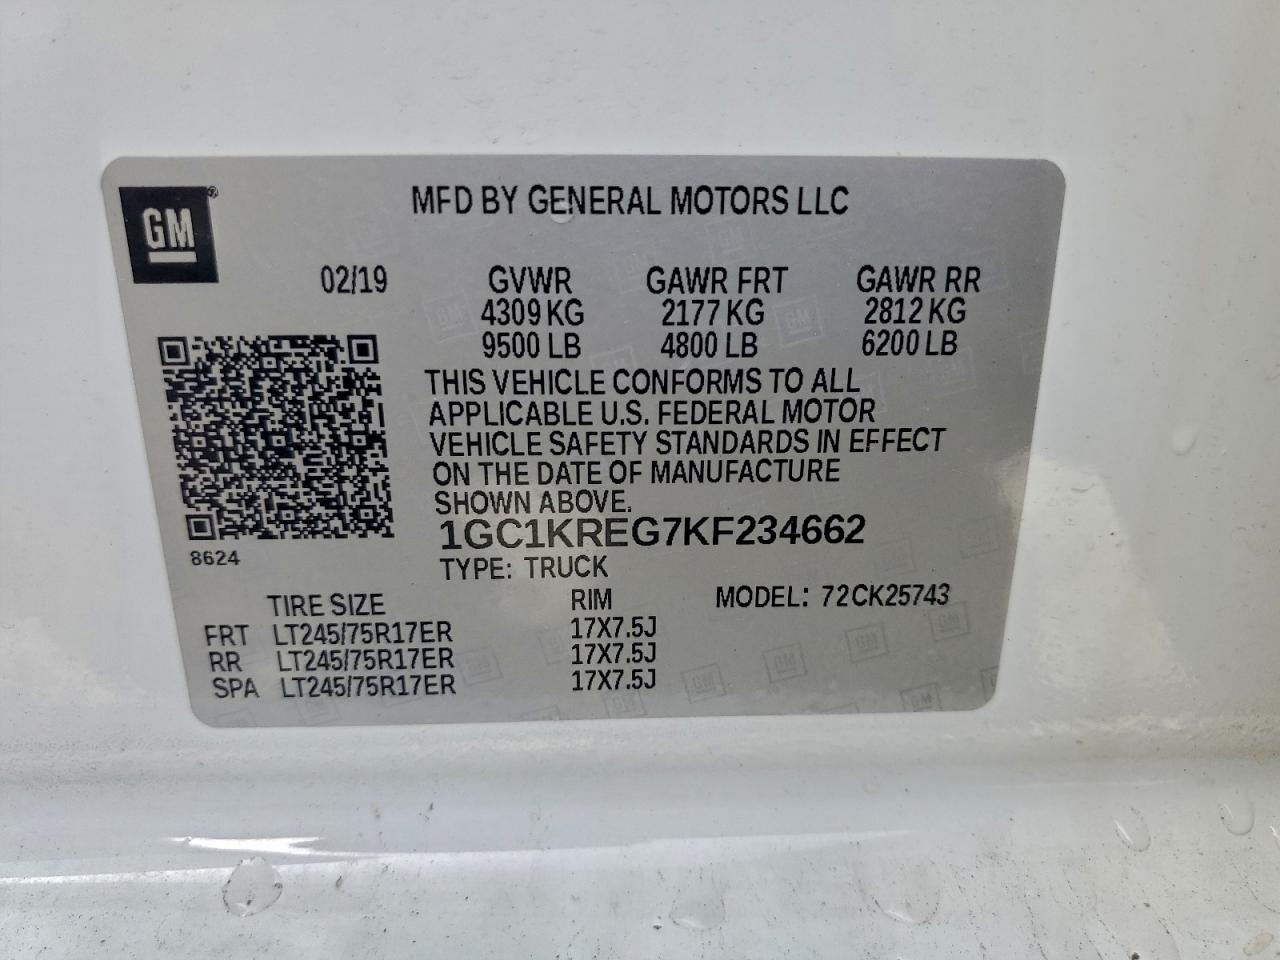 GM®
MFD BY GENERAL MOTORS LLC
02/19 GVWR GAWR FRT GAWR RR
4309 KG 2177 KG 2812 KG
9500 LB 4800 LB 6200 LB
THIS VEHICLE CONFORMS TO ALL
APPLICABLE U.S. FEDERAL MOTOR
VEHICLE SAFETY STANDARDS IN EFFECT
ON THE DATE OF MANUFACTURE
SHOWN ABOVE.
1GC1KREG7KF234662
8624
TYPE: TRUCK
TIRE SIZE RIM MODEL: 72CK25743
FRT LT245/75R17ER 17X7.5J
RR LT245/75R17ER 17X7.5J
SPA LT245/75R17ER 17X7.5J